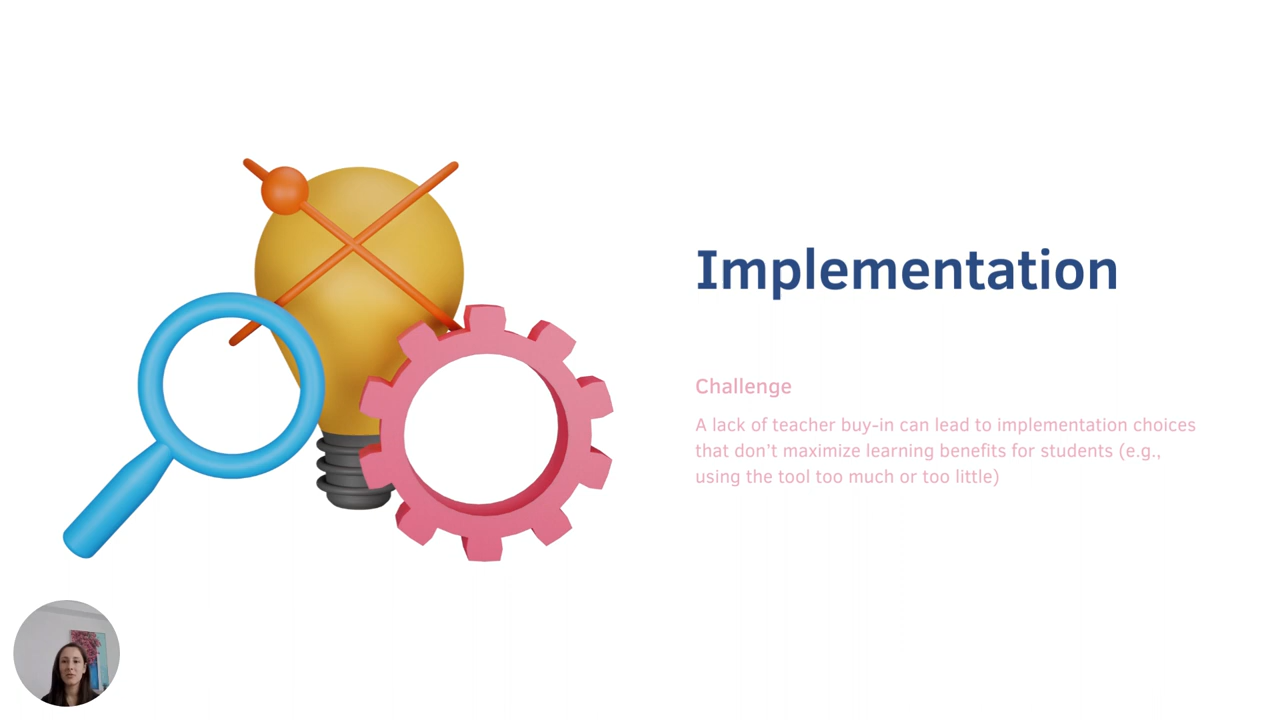 Implementation
Challenge
A lack of teacher buy-in can lead to implementation choices
that don't maximize learning benefits for students (e.g.,
using the tool too much or too little)